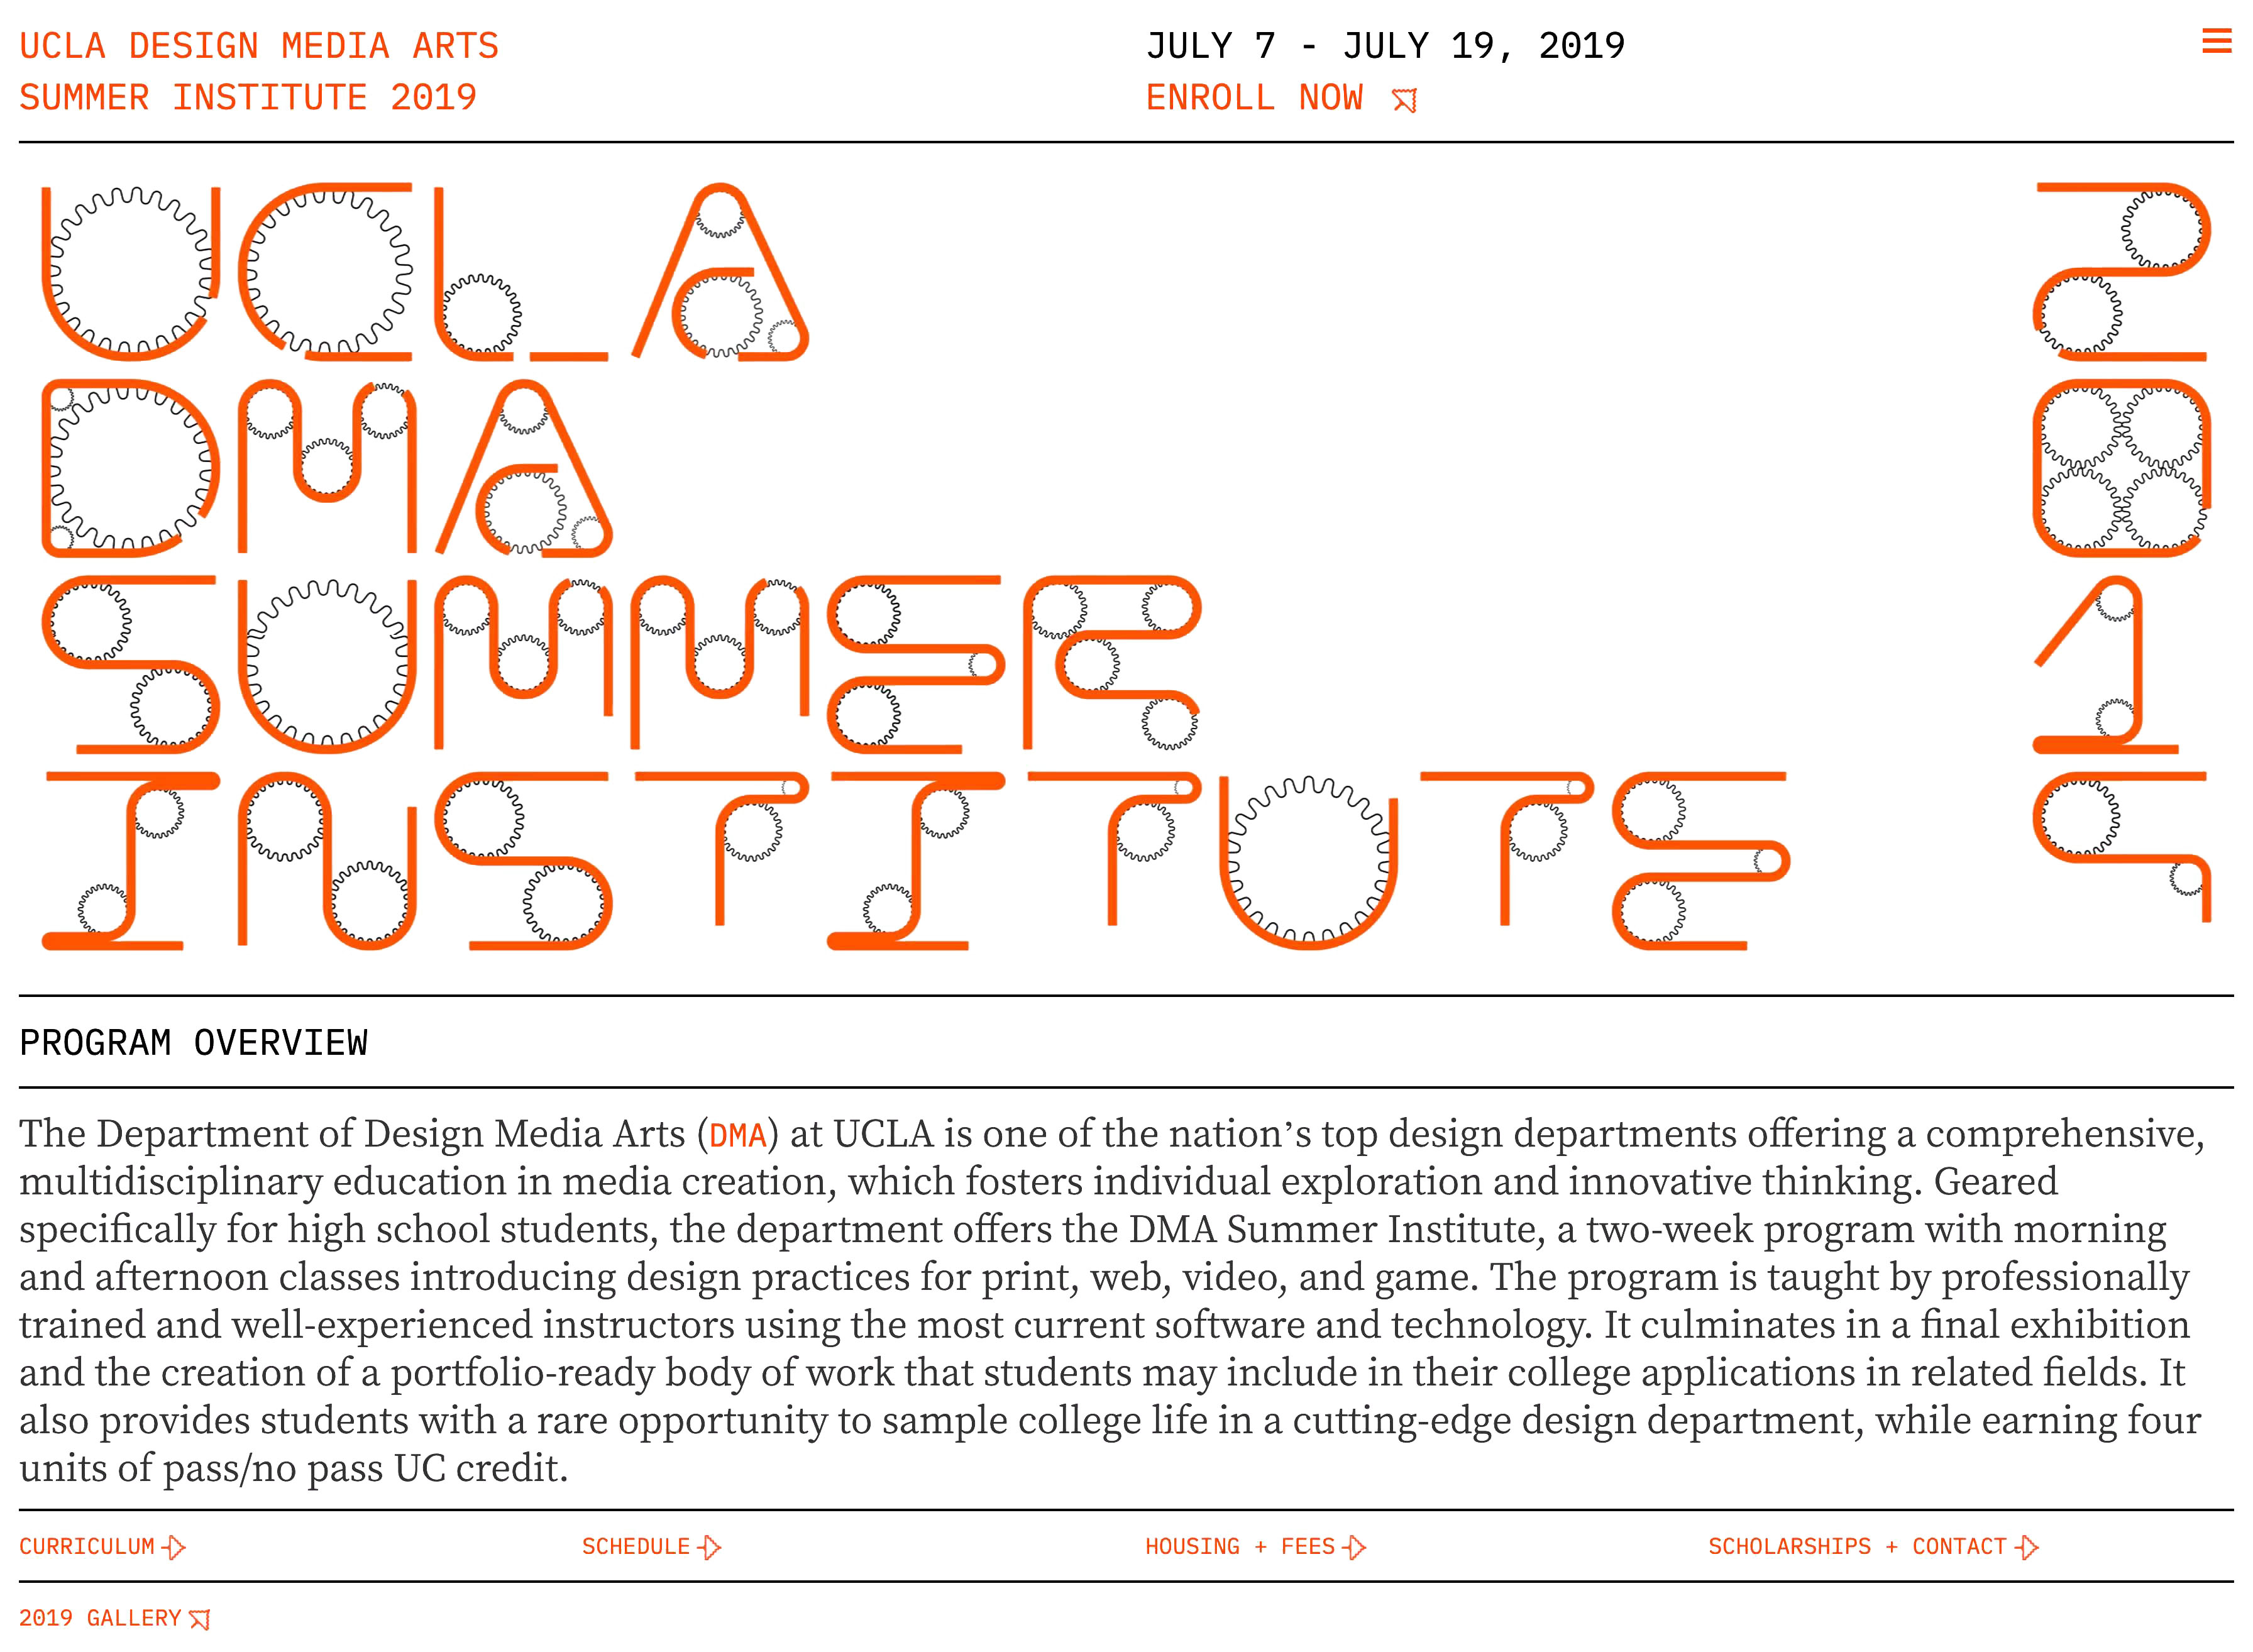 UCLA DESIGN MEDIA ARTS
SUMMER INSTITUTE 2019
JULY 7 - JULY 19, 2019
ENROLL NOW
UCLA 2
DMA 0
SUMMER 1
INSTITUTE 9
PROGRAM OVERVIEW
The Department of Design Media Arts (DMA) at UCLA is one of the nation’s top design departments offering a comprehensive,
multidisciplinary education in media creation, which fosters individual exploration and innovative thinking. Geared
specifically for high school students, the department offers the DMA Summer Institute, a two-week program with morning
and afternoon classes introducing design practices for print, web, video, and game. The program is taught by professionally
trained and well-experienced instructors using the most current software and technology. It culminates in a final exhibition
and the creation of a portfolio-ready body of work that students may include in their college applications in related fields. It
also provides students with a rare opportunity to sample college life in a cutting-edge design department, while earning four
units of pass/no pass UC credit.
CURRICULUM
SCHEDULE
HOUSING + FEES
SCHOLARSHIPS + CONTACT
2019 GALLERY